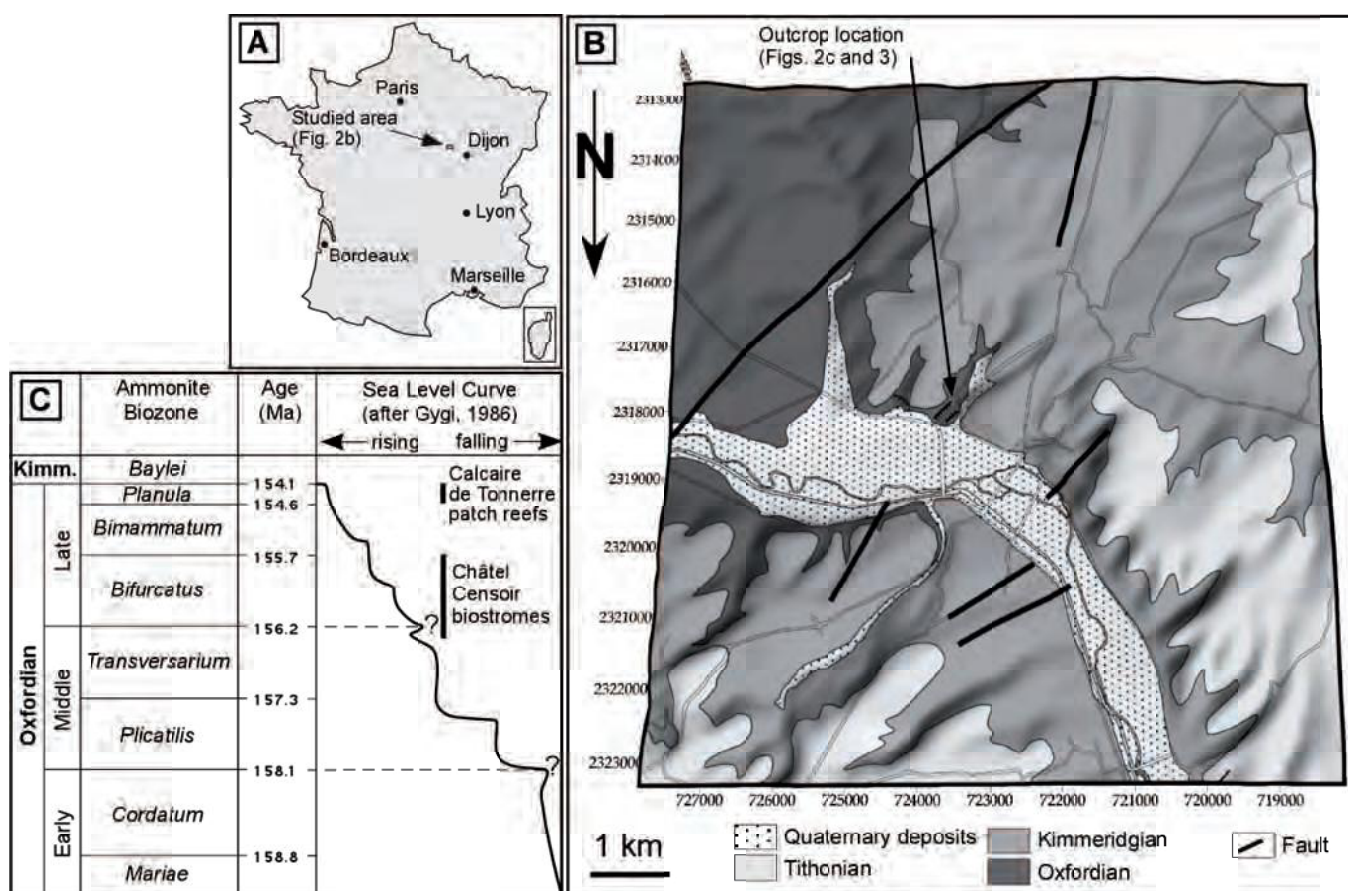 A
Paris
Studied area
(Fig. 2b)
Dijon
Lyon
Bordeaux
Marseille
B
Outcrop location
(Figs. 2c and 3)
N
2313000
2314000
2315000
2316000
2317000
2318000
2319000
2320000
2321000
2322000
2323000
727000 726000 725000 724000 723000 722000 721000 720000 719000
1 km
Quaternary deposits
Tithonian
Kimmeridgian
Oxfordian
Fault
C
Ammonite Biozone
Age (Ma)
Sea Level Curve
(after Gygi, 1986)
rising falling
Kimm.
Oxfordian
Late
Middle
Early
Baylei
Planula
Bimammatum
Bifurcatus
Transversarium
Plicatilis
Cordatum
Mariae
154.1
154.6
155.7
156.2
157.3
158.1
158.8
Calcaire
de Tonnerre
patch reefs
Châtel
Censoir
biostromes
?
?